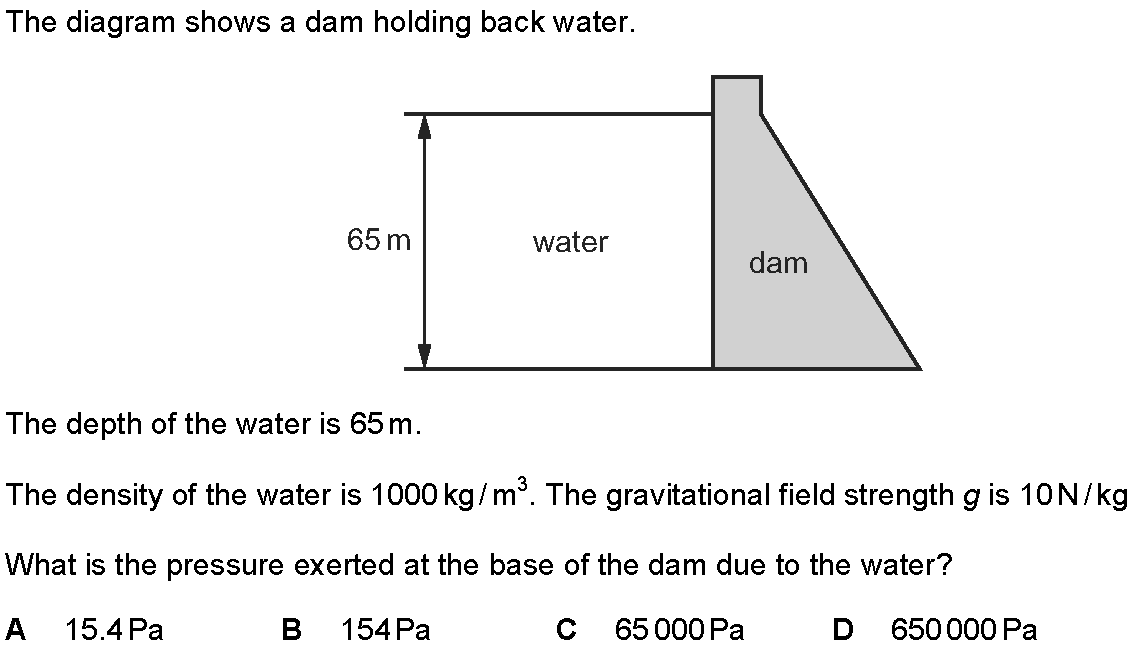 The diagram shows a dam holding back water.
65 m
water
dam
The depth of the water is 65 m.
The density of the water is 1000 kg / m³. The gravitational field strength g is 10 N / kg
What is the pressure exerted at the base of the dam due to the water?
A 15.4 Pa B 154 Pa C 65 000 Pa D 650 000 Pa